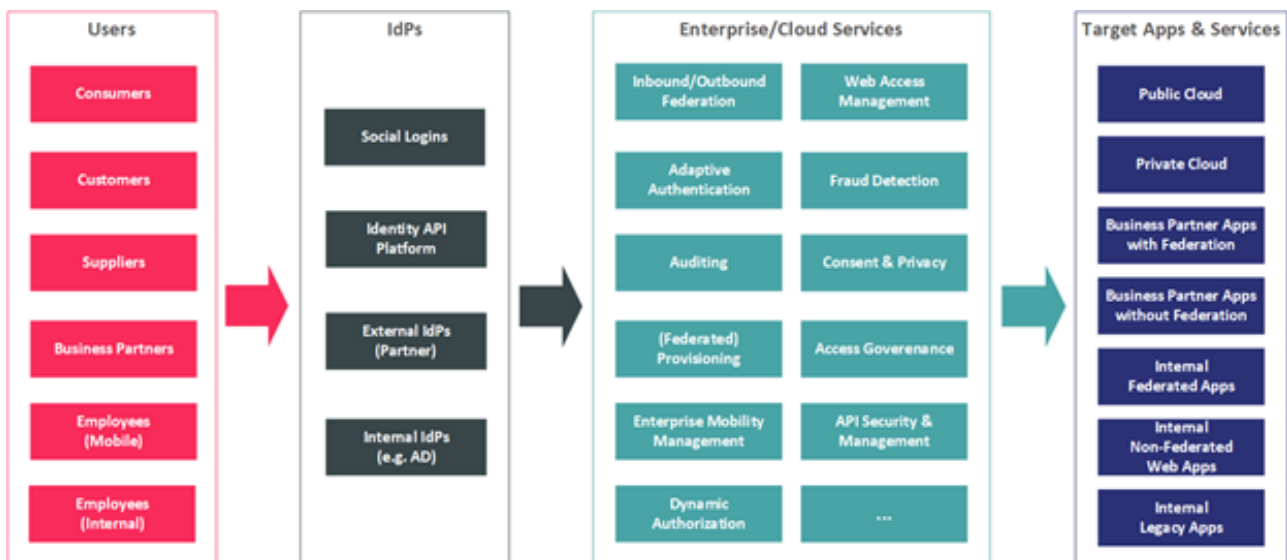 Users
Consumers
Customers
Suppliers
Business Partners
Employees
(Mobile)
Employees
(Internal)
IdPs
Social Logins
Identity API
Platform
External IdPs
(Partner)
Internal IdPs
(e.g. AD)
Enterprise/Cloud Services
Inbound/Outbound
Federation
Web Access
Management
Adaptive
Authentication
Fraud Detection
Auditing
Consent & Privacy
(Federated)
Provisioning
Access Goverenance
Enterprise Mobility
Management
API Security &
Management
Dynamic
Authorization
...
Target Apps & Services
Public Cloud
Private Cloud
Business Partner Apps
with Federation
Business Partner Apps
without Federation
Internal
Federated Apps
Internal
Non-Federated
Web Apps
Internal
Legacy Apps